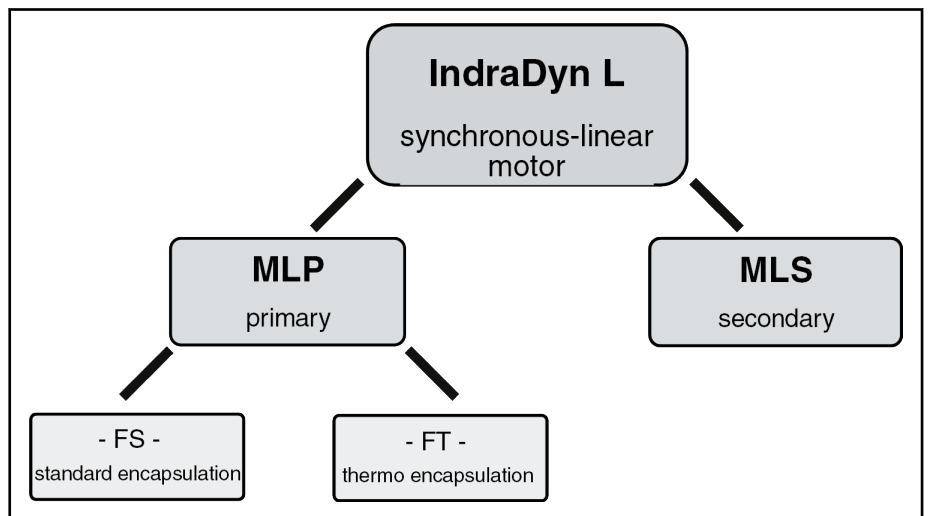 IndraDyn L
synchronous-linear
motor
MLP
primary
MLS
secondary
- FS -
standard encapsulation
- FT -
thermo encapsulation